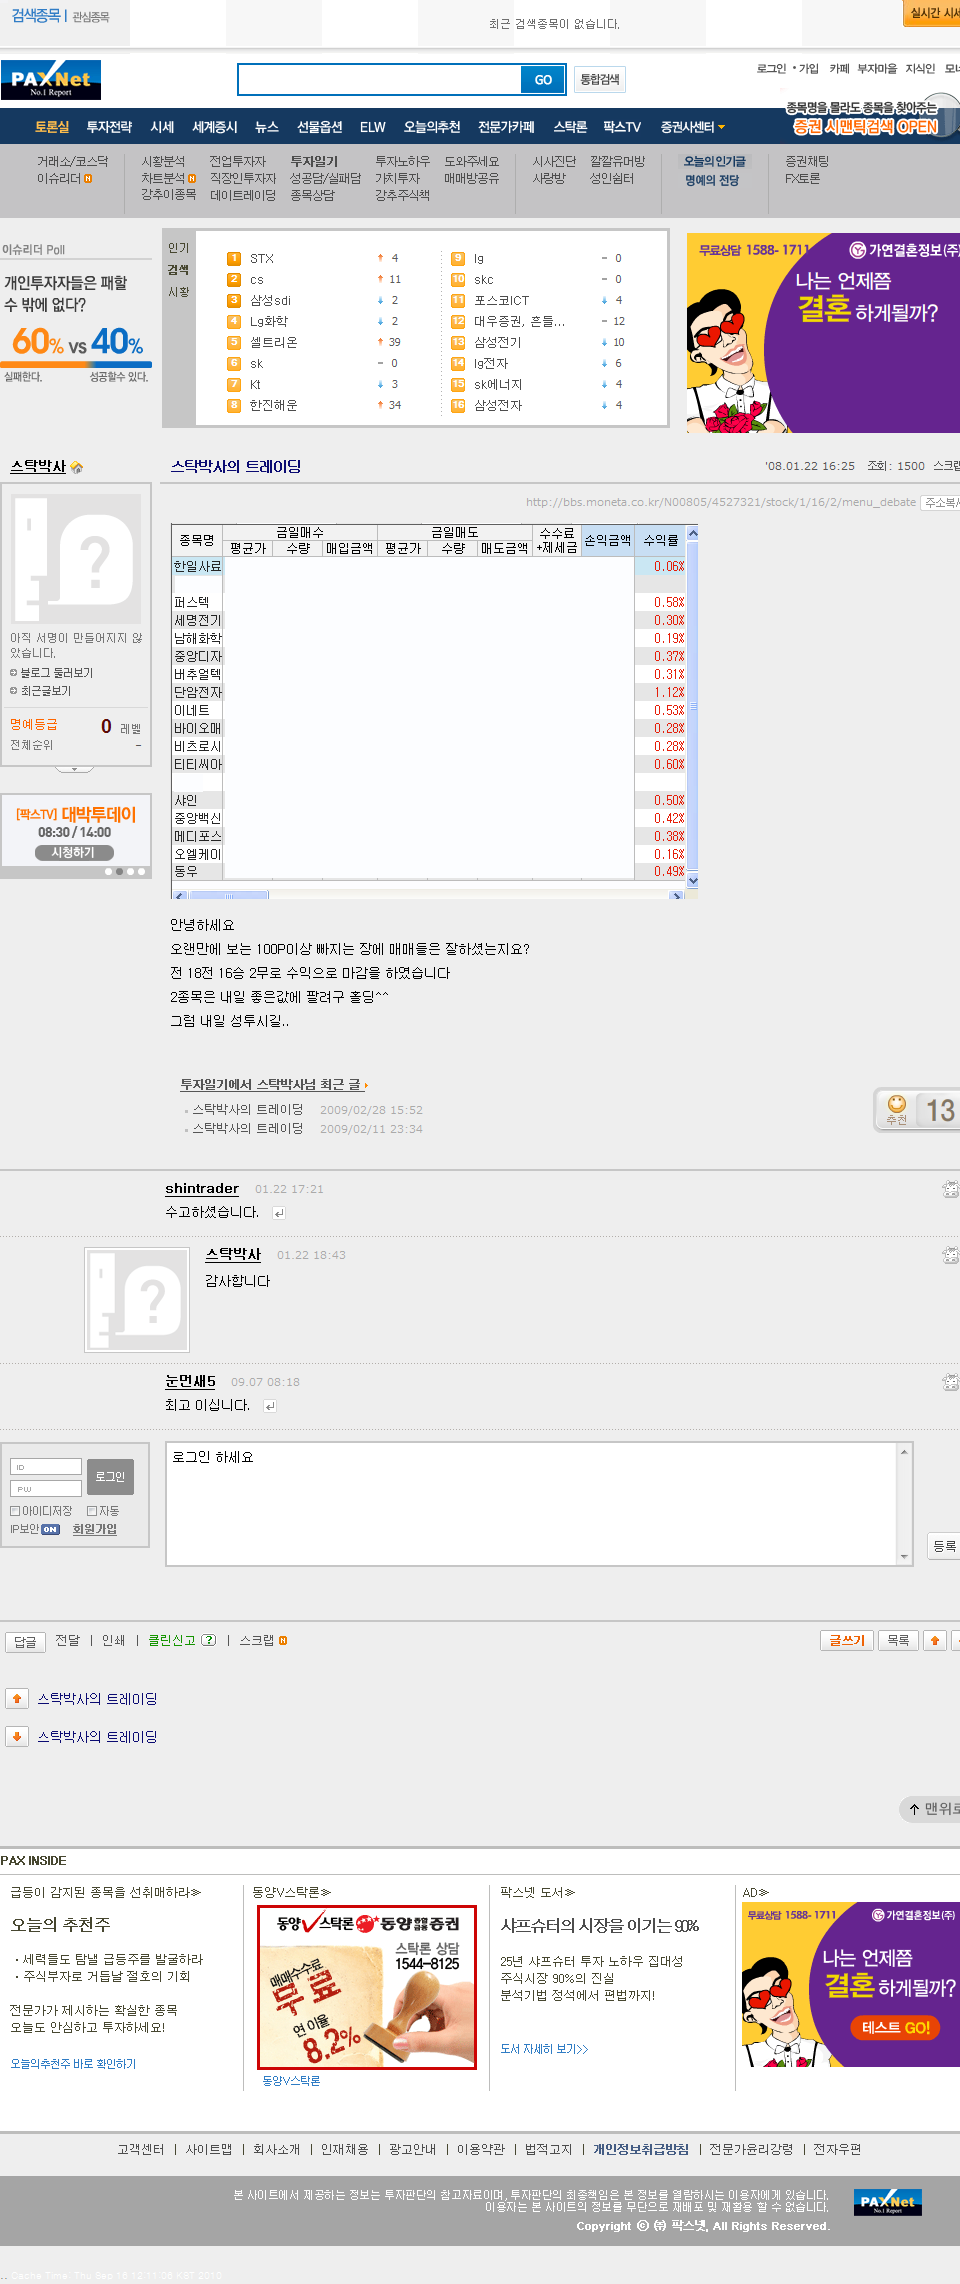 검색종목 | 관심종목
최근 검색종목이 없습니다.
실시간 시세
PAXNet
No.1 Report
GO
통합검색
로그인 • 가입 카페 부자마을 지식인 모네
종목명을 몰라도 종목을 찾아주는
증권 시맨틱검색 OPEN
토론실 투자전략 시세 세계증시 뉴스 선물옵션 ELW 오늘의추천 전문가카페 스탁론 팍스TV 증권사센터
거래소/코스닥 시황분석 전업투자자 투자일기 투자노하우 도와주세요 시사진단 깔깔유머방 오늘의 인기글 증권채팅
이슈리더 차트분석 직장인투자자 성공담/실패담 가치투자 매매방공유 사랑방 성인쉼터 명예의 전당 FX토론
강추이종목 데이트레이딩 종목상담 강추주식책
이슈리더 Poll
개인투자자들은 패할
수 밖에 없다?
60% vs 40%
실패한다. 성공할수 있다.
인기
검색
시황
1 STX 4
2 cs 11
3 삼성sdi 2
4 Lg화학 2
5 셀트리온 39
6 sk 0
7 Kt 3
8 한진해운 34
9 lg 0
10 skc 0
11 포스코ICT 4
12 대우증권, 흔들... 12
13 삼성전기 10
14 lg전자 6
15 sk에너지 4
16 삼성전자 4
무료상담 1588-1711 가연결혼정보(주)
나는 언제쯤
결혼 하게될까?
스탁박사
스탁박사의 트레이딩
'08.01.22 16:25 조회: 1500 스크랩
http://bbs.moneta.co.kr/N00805/4527321/stock/1/16/2/menu_debate 주소복사
?
아직 서명이 만들어지지 않
았습니다.
블로그 둘러보기
최근글보기
명예등급 0 레벨
전체순위 -
[팍스TV] 대박투데이
08:30 / 14:00
시청하기
종목명 금일매수 금일매도 수수료 +제세금 손익금액 수익률
평균가 수량 매입금액 평균가 수량 매도금액
한일사료 0.06%
퍼스텍 0.58%
세명전기 0.30%
남해화학 0.19%
중앙디자 0.37%
버추얼텍 0.31%
단암전자 1.12%
이네트 0.53%
바이오매 0.28%
비츠로시 0.28%
티티씨아 0.60%
샤인 0.50%
중앙백신 0.42%
메디포스 0.38%
오엘케이 0.16%
동우 0.49%
안녕하세요
오랜만에 보는 100P이상 빠지는 장에 매매들은 잘하셨는지요?
전 18전 16승 2무로 수익으로 마감을 하였습니다
2종목은 내일 좋은값에 팔려구 홀딩^^
그럼 내일 성투시길..
투자일기에서 스탁박사님 최근 글
스탁박사의 트레이딩 2009/02/28 15:52
스탁박사의 트레이딩 2009/02/11 23:34
추천 13
shintrader 01.22 17:21
수고하셨습니다.
?
스탁박사 01.22 18:43
감사합니다
눈먼새5 09.07 08:18
최고 이십니다.
ID
PW
로그인
아이디저장 자동
IP보안 ON 회원가입
로그인 하세요
등록
답글 전달 | 인쇄 | 클린신고 ? | 스크랩
글쓰기 목록
스탁박사의 트레이딩
스탁박사의 트레이딩
맨위로
PAX INSIDE
급등이 감지된 종목을 선취매하라≫
오늘의 추천주
· 세력들도 탐낼 급등주를 발굴하라
· 주식부자로 거듭날 절호의 기회
전문가가 제시하는 확실한 종목
오늘도 안심하고 투자하세요!
오늘의추천주 바로 확인하기
동양V스탁론≫
동양V스탁론 동양종합금융증권
스탁론 상담
1544-8125
매매수수료
무료
연 이율
8.2%
동양V스탁론
팍스넷 도서≫
샤프슈터의 시장을 이기는 90%
25년 샤프슈터 투자 노하우 집대성
주식시장 90%의 진실
분석기법 정석에서 편법까지!
도서 자세히 보기>>
AD≫
무료상담 1588-1711 가연결혼정보(주)
나는 언제쯤
결혼 하게될까?
테스트 GO!
고객센터 | 사이트맵 | 회사소개 | 인재채용 | 광고안내 | 이용약관 | 법적고지 | 개인정보취급방침 | 전문가윤리강령 | 전자우편
본 사이트에서 제공하는 정보는 투자판단의 참고자료이며, 투자판단의 최종책임은 본 정보를 열람하시는 이용자에게 있습니다.
이용자는 본 사이트의 정보를 무단으로 재배포 및 재활용 할 수 없습니다.
Copyright ⓒ ㈜ 팍스넷, All Rights Reserved.
PAXNet
No.1 Report
.. Cache Time: Thu Sep 16 12:11:06 KST 2010